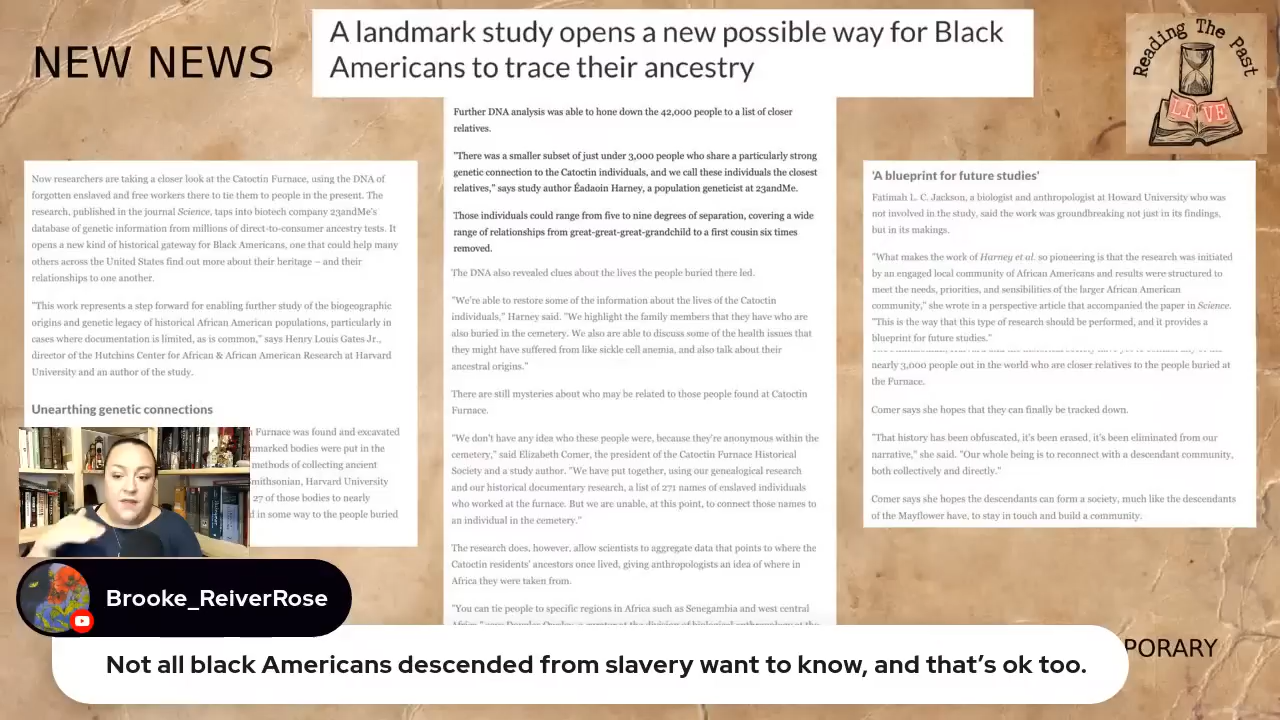 NEW NEWS
A landmark study opens a new possible way for Black
Americans to trace their ancestry
Reading The Past
LIVE
Now researchers are taking a closer look at the Catoctin Furnace, using the DNA of
forgotten enslaved and free workers there to tie them to people in the present. The
research, published in the journal Science, taps into biotech company 23andMe's
database of genetic information from millions of direct-to-consumer ancestry tests. It
opens a new kind of historical gateway for Black Americans, one that could help many
others across the United States find out more about their heritage – and their
relationships to one another.
"This work represents a step forward for enabling further study of the biogeographic
origins and genetic legacy of historical African American populations, particularly in
cases where documentation is limited, as is common," says Henry Louis Gates Jr.,
director of the Hutchins Center for African & African American Research at Harvard
University and an author of the study.
Unearthing genetic connections
Furnace was found and excavated
nmarked bodies were put in the
methods of collecting ancient
mithsonian, Harvard University
27 of those bodies to nearly
d in some way to the people buried
Further DNA analysis was able to hone down the 42,000 people to a list of closer
relatives.
"There was a smaller subset of just under 3,000 people who share a particularly strong
genetic connection to the Catoctin individuals, and we call these individuals the closest
relatives," says study author Éadaoin Harney, a population geneticist at 23andMe.
Those individuals could range from five to nine degrees of separation, covering a wide
range of relationships from great-great-great-grandchild to a first cousin six times
removed.
The DNA also revealed clues about the lives the people buried there led.
"We're able to restore some of the information about the lives of the Catoctin
individuals," Harney said. "We highlight the family members that they have who are
also buried in the cemetery. We also are able to discuss some of the health issues that
they might have suffered from like sickle cell anemia, and also talk about their
ancestral origins."
There are still mysteries about who may be related to those people found at Catoctin
Furnace.
"We don't have any idea who these people were, because they're anonymous within the
cemetery," said Elizabeth Comer, the president of the Catoctin Furnace Historical
Society and a study author. "We have put together, using our genealogical research
and our historical documentary research, a list of 271 names of enslaved individuals
who worked at the furnace. But we are unable, at this point, to connect those names to
an individual in the cemetery."
The research does, however, allow scientists to aggregate data that points to where the
Catoctin residents' ancestors once lived, giving anthropologists an idea of where in
Africa they were taken from.
"You can tie people to specific regions in Africa such as Senegambia and west central
'A blueprint for future studies'
Fatimah L. C. Jackson, a biologist and anthropologist at Howard University who was
not involved in the study, said the work was groundbreaking not just in its findings,
but in its makings.
"What makes the work of Harney et al. so pioneering is that the research was initiated
by an engaged local community of African Americans and results were structured to
meet the needs, priorities, and sensibilities of the larger African American
community," she wrote in a perspective article that accompanied the paper in Science.
"This is the way that this type of research should be performed, and it provides a
blueprint for future studies."
nearly 3,000 people out in the world who are closer relatives to the people buried at
the Furnace.
Comer says she hopes that they can finally be tracked down.
"That history has been obfuscated, it's been erased, it's been eliminated from our
narrative," she said. "Our whole being is to reconnect with a descendant community,
both collectively and directly."
Comer says she hopes the descendants can form a society, much like the descendants
of the Mayflower have, to stay in touch and build a community.
Brooke_ReiverRose
PORARY
Not all black Americans descended from slavery want to know, and that's ok too.